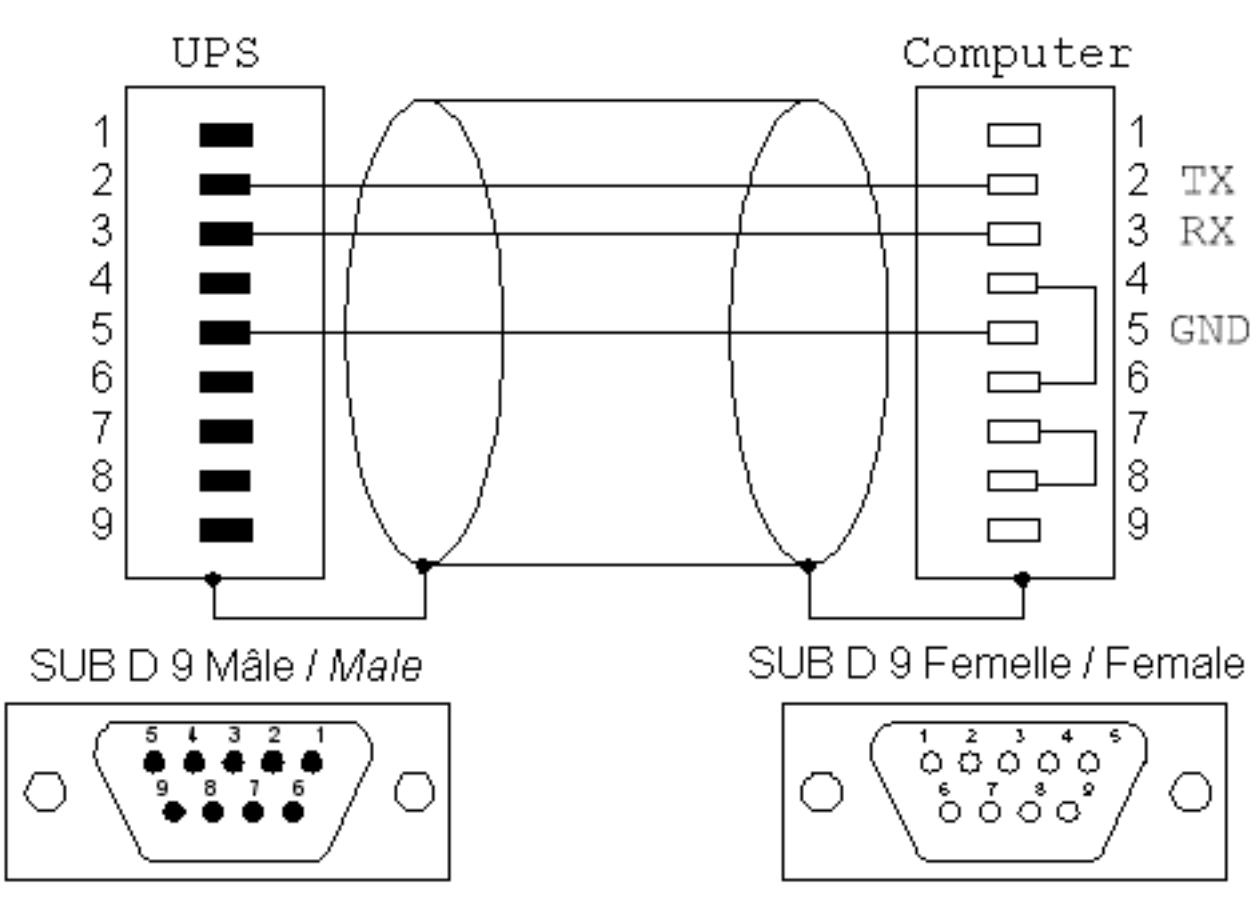 UPS Computer
1 1
2 2 TX
3 3 RX
4 4
5 5 GND
6 6
7 7
8 8
9 9
SUB D 9 Mâle / Male SUB D 9 Femelle / Female
5 4 3 2 1 1 2 3 4 5
9 8 7 6 6 7 8 9